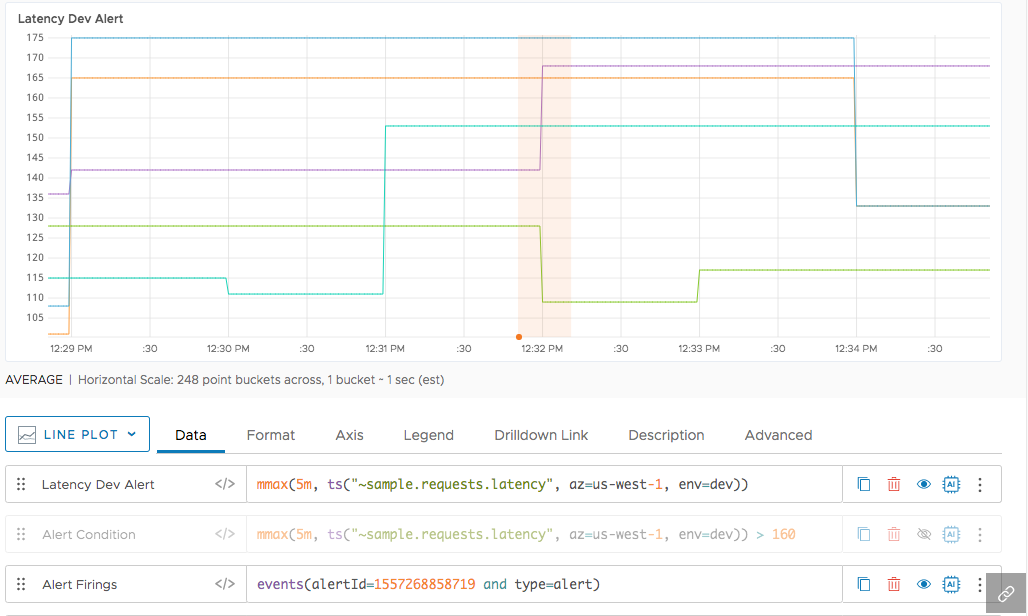 Latency Dev Alert
175
170
165
160
155
150
145
140
135
130
125
120
115
110
105
12:29 PM :30 12:30 PM :30 12:31 PM :30 12:32 PM :30 12:33 PM :30 12:34 PM :30
AVERAGE | Horizontal Scale: 248 point buckets across, 1 bucket ~ 1 sec (est)
LINE PLOT Data Format Axis Legend Drilldown Link Description Advanced
Latency Dev Alert </> mmax(5m, ts("~sample.requests.latency", az=us-west-1, env=dev)) AI
Alert Condition </> mmax(5m, ts("~sample.requests.latency", az=us-west-1, env=dev)) > 160 AI
Alert Firings </> events(alertId=1557268858719 and type=alert) AI